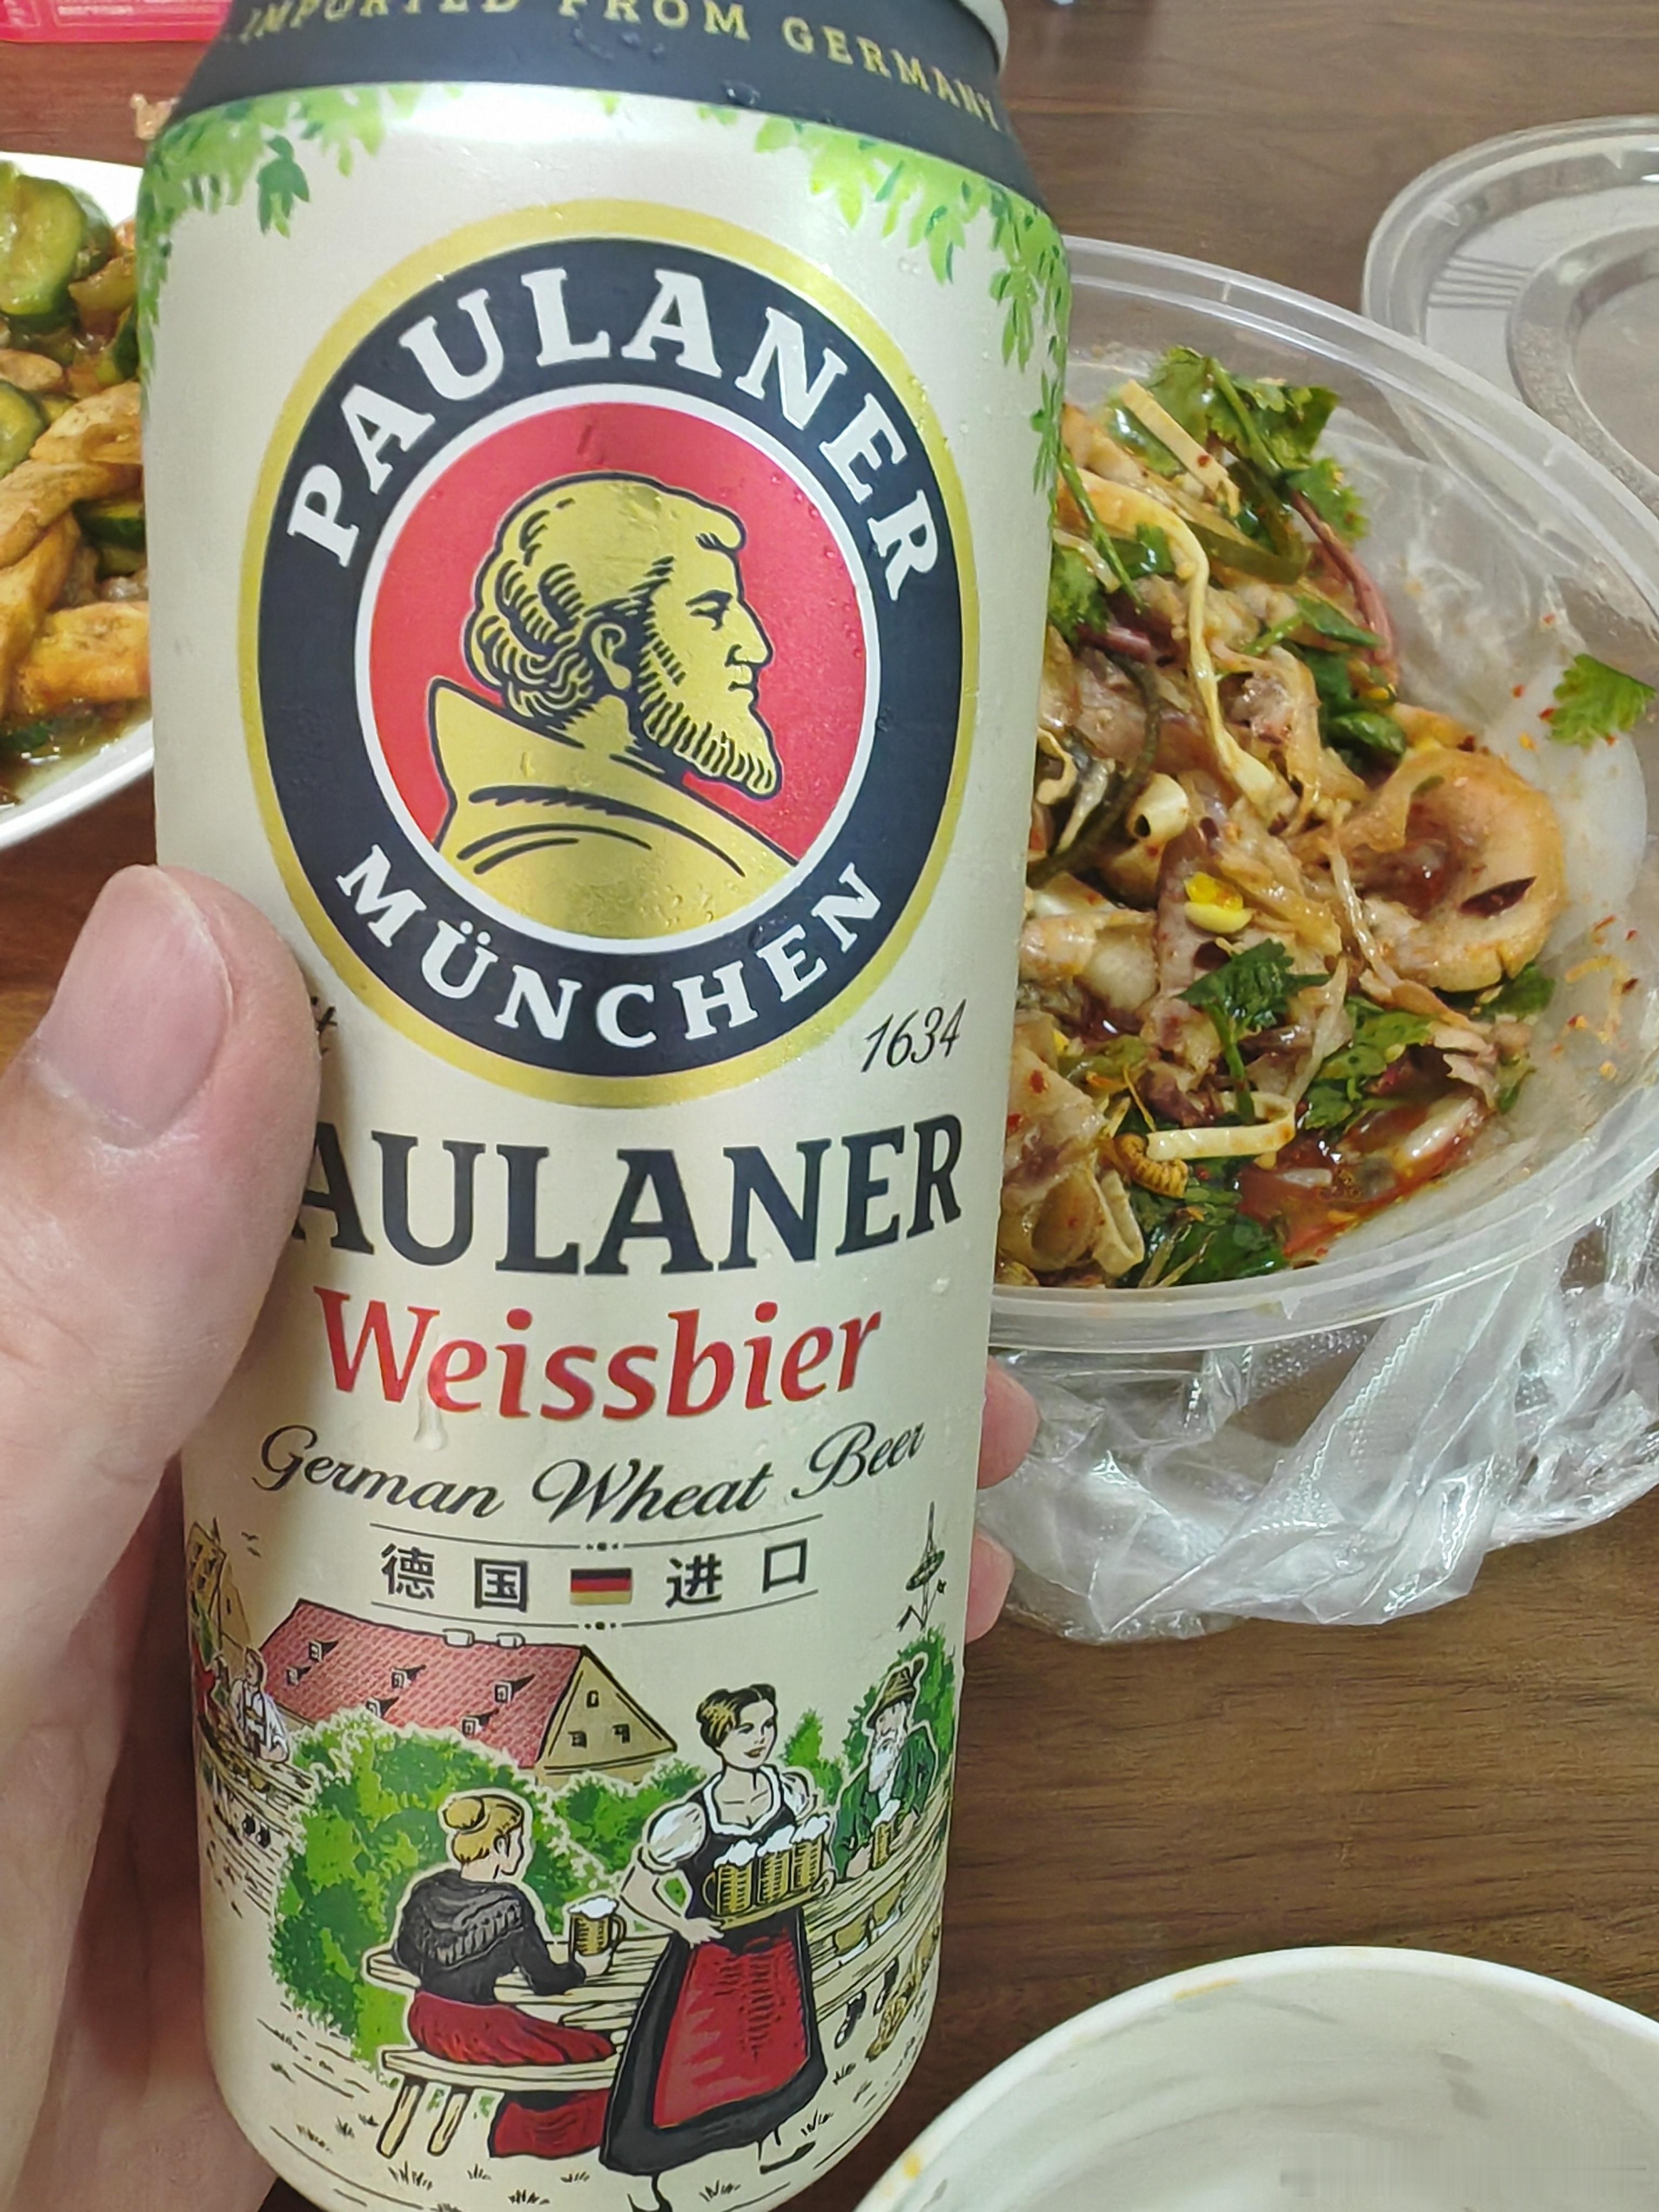 IMPORTED FROM GERMANY
PAULANER
MÜNCHEN
1634
AULANER
Weissbier
German Wheat Beer
德国进口